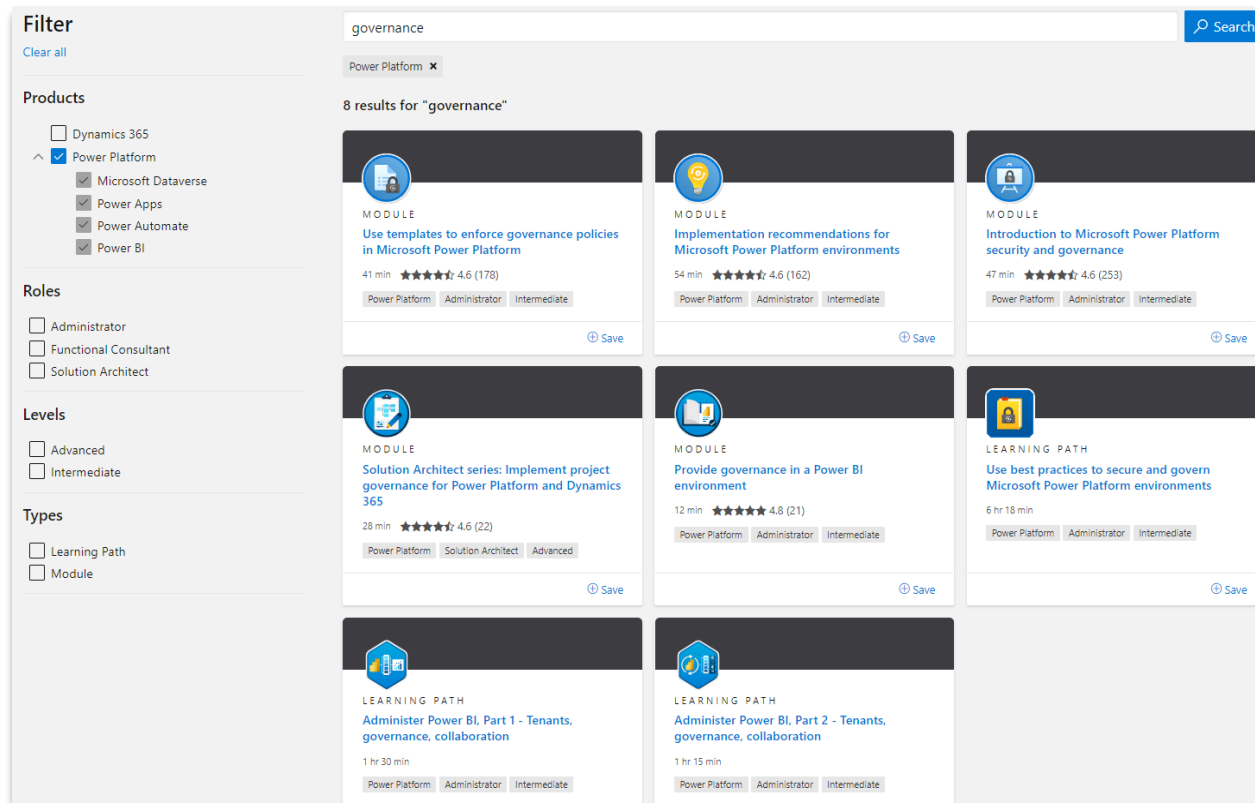 Filter
Clear all
Products
Dynamics 365
Power Platform
Microsoft Dataverse
Power Apps
Power Automate
Power BI
Roles
Administrator
Functional Consultant
Solution Architect
Levels
Advanced
Intermediate
Types
Learning Path
Module
governance
Search
Power Platform ×
8 results for "governance"
MODULE
Use templates to enforce governance policies
in Microsoft Power Platform
41 min 4.6 (178)
Power Platform Administrator Intermediate
Save
MODULE
Implementation recommendations for
Microsoft Power Platform environments
54 min 4.6 (162)
Power Platform Administrator Intermediate
Save
MODULE
Introduction to Microsoft Power Platform
security and governance
47 min 4.6 (253)
Power Platform Administrator Intermediate
Save
MODULE
Solution Architect series: Implement project
governance for Power Platform and Dynamics
365
28 min 4.6 (22)
Power Platform Solution Architect Advanced
Save
MODULE
Provide governance in a Power BI
environment
12 min 4.8 (21)
Power Platform Administrator Intermediate
Save
LEARNING PATH
Use best practices to secure and govern
Microsoft Power Platform environments
6 hr 18 min
Power Platform Administrator Intermediate
Save
LEARNING PATH
Administer Power BI, Part 1 - Tenants,
governance, collaboration
1 hr 30 min
Power Platform Administrator Intermediate
LEARNING PATH
Administer Power BI, Part 2 - Tenants,
governance, collaboration
1 hr 15 min
Power Platform Administrator Intermediate